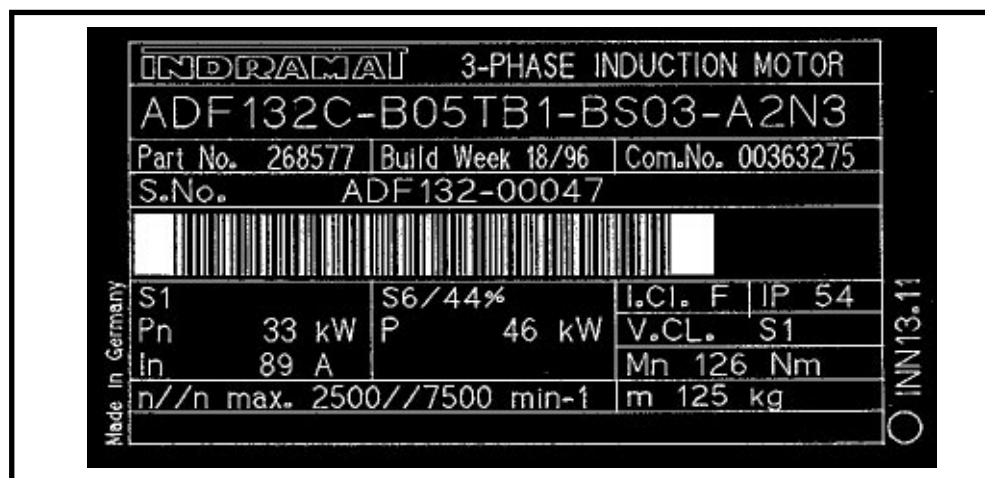 INDRAMAT 3-PHASE INDUCTION MOTOR
ADF132C-B05TB1-BS03-A2N3
Part No. 268577 Build Week 18/96 Com.No. 00363275
S.No. ADF132-00047
S1 S6/44% I.Cl. F IP 54
Pn 33 kW P 46 kW V.CL. S1
In 89 A Mn 126 Nm
n//n max. 2500//7500 min-1 m 125 kg
Made In Germany
INN13.11